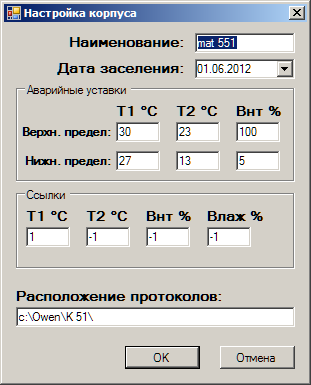 Настройка корпуса
Наименование: mat 551
Дата заселения: 01.06.2012
Аварийные уставки
T1 °C T2 °C Внт %
Верхн. предел: 30 23 100
Нижн. предел: 27 13 5
Ссылки
T1 °C T2 °C Внт % Влаж %
1 -1 -1 -1
Расположение протоколов:
c:\Owen\K 51\
OK Отмена